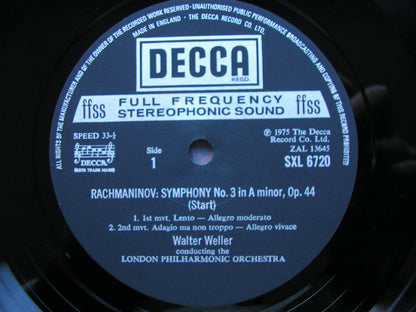 ALL RIGHTS OF THE MANUFACTURER AND OF THE OWNER OF THE RECORDED WORK RESERVED · UNAUTHORISED PUBLIC PERFORMANCE BROADCASTING AND COPYING OF THIS RECORD PROHIBITED
MADE IN ENGLAND · THE DECCA RECORD CO. LTD.
DECCA
REGD.
ffss FULL FREQUENCY ffss
STEREOPHONIC SOUND
SPEED 33-⅓
DECCA
Side
1
℗ 1975 The Decca
Record Co. Ltd.
ZAL 13645
SXL 6720
RACHMANINOV: SYMPHONY No. 3 in A minor, Op. 44
(Start)
1. 1st mvt. Lento — Allegro moderato
2. 2nd mvt. Adagio ma non troppo — Allegro vivace
Walter Weller
conducting the
LONDON PHILHARMONIC ORCHESTRA